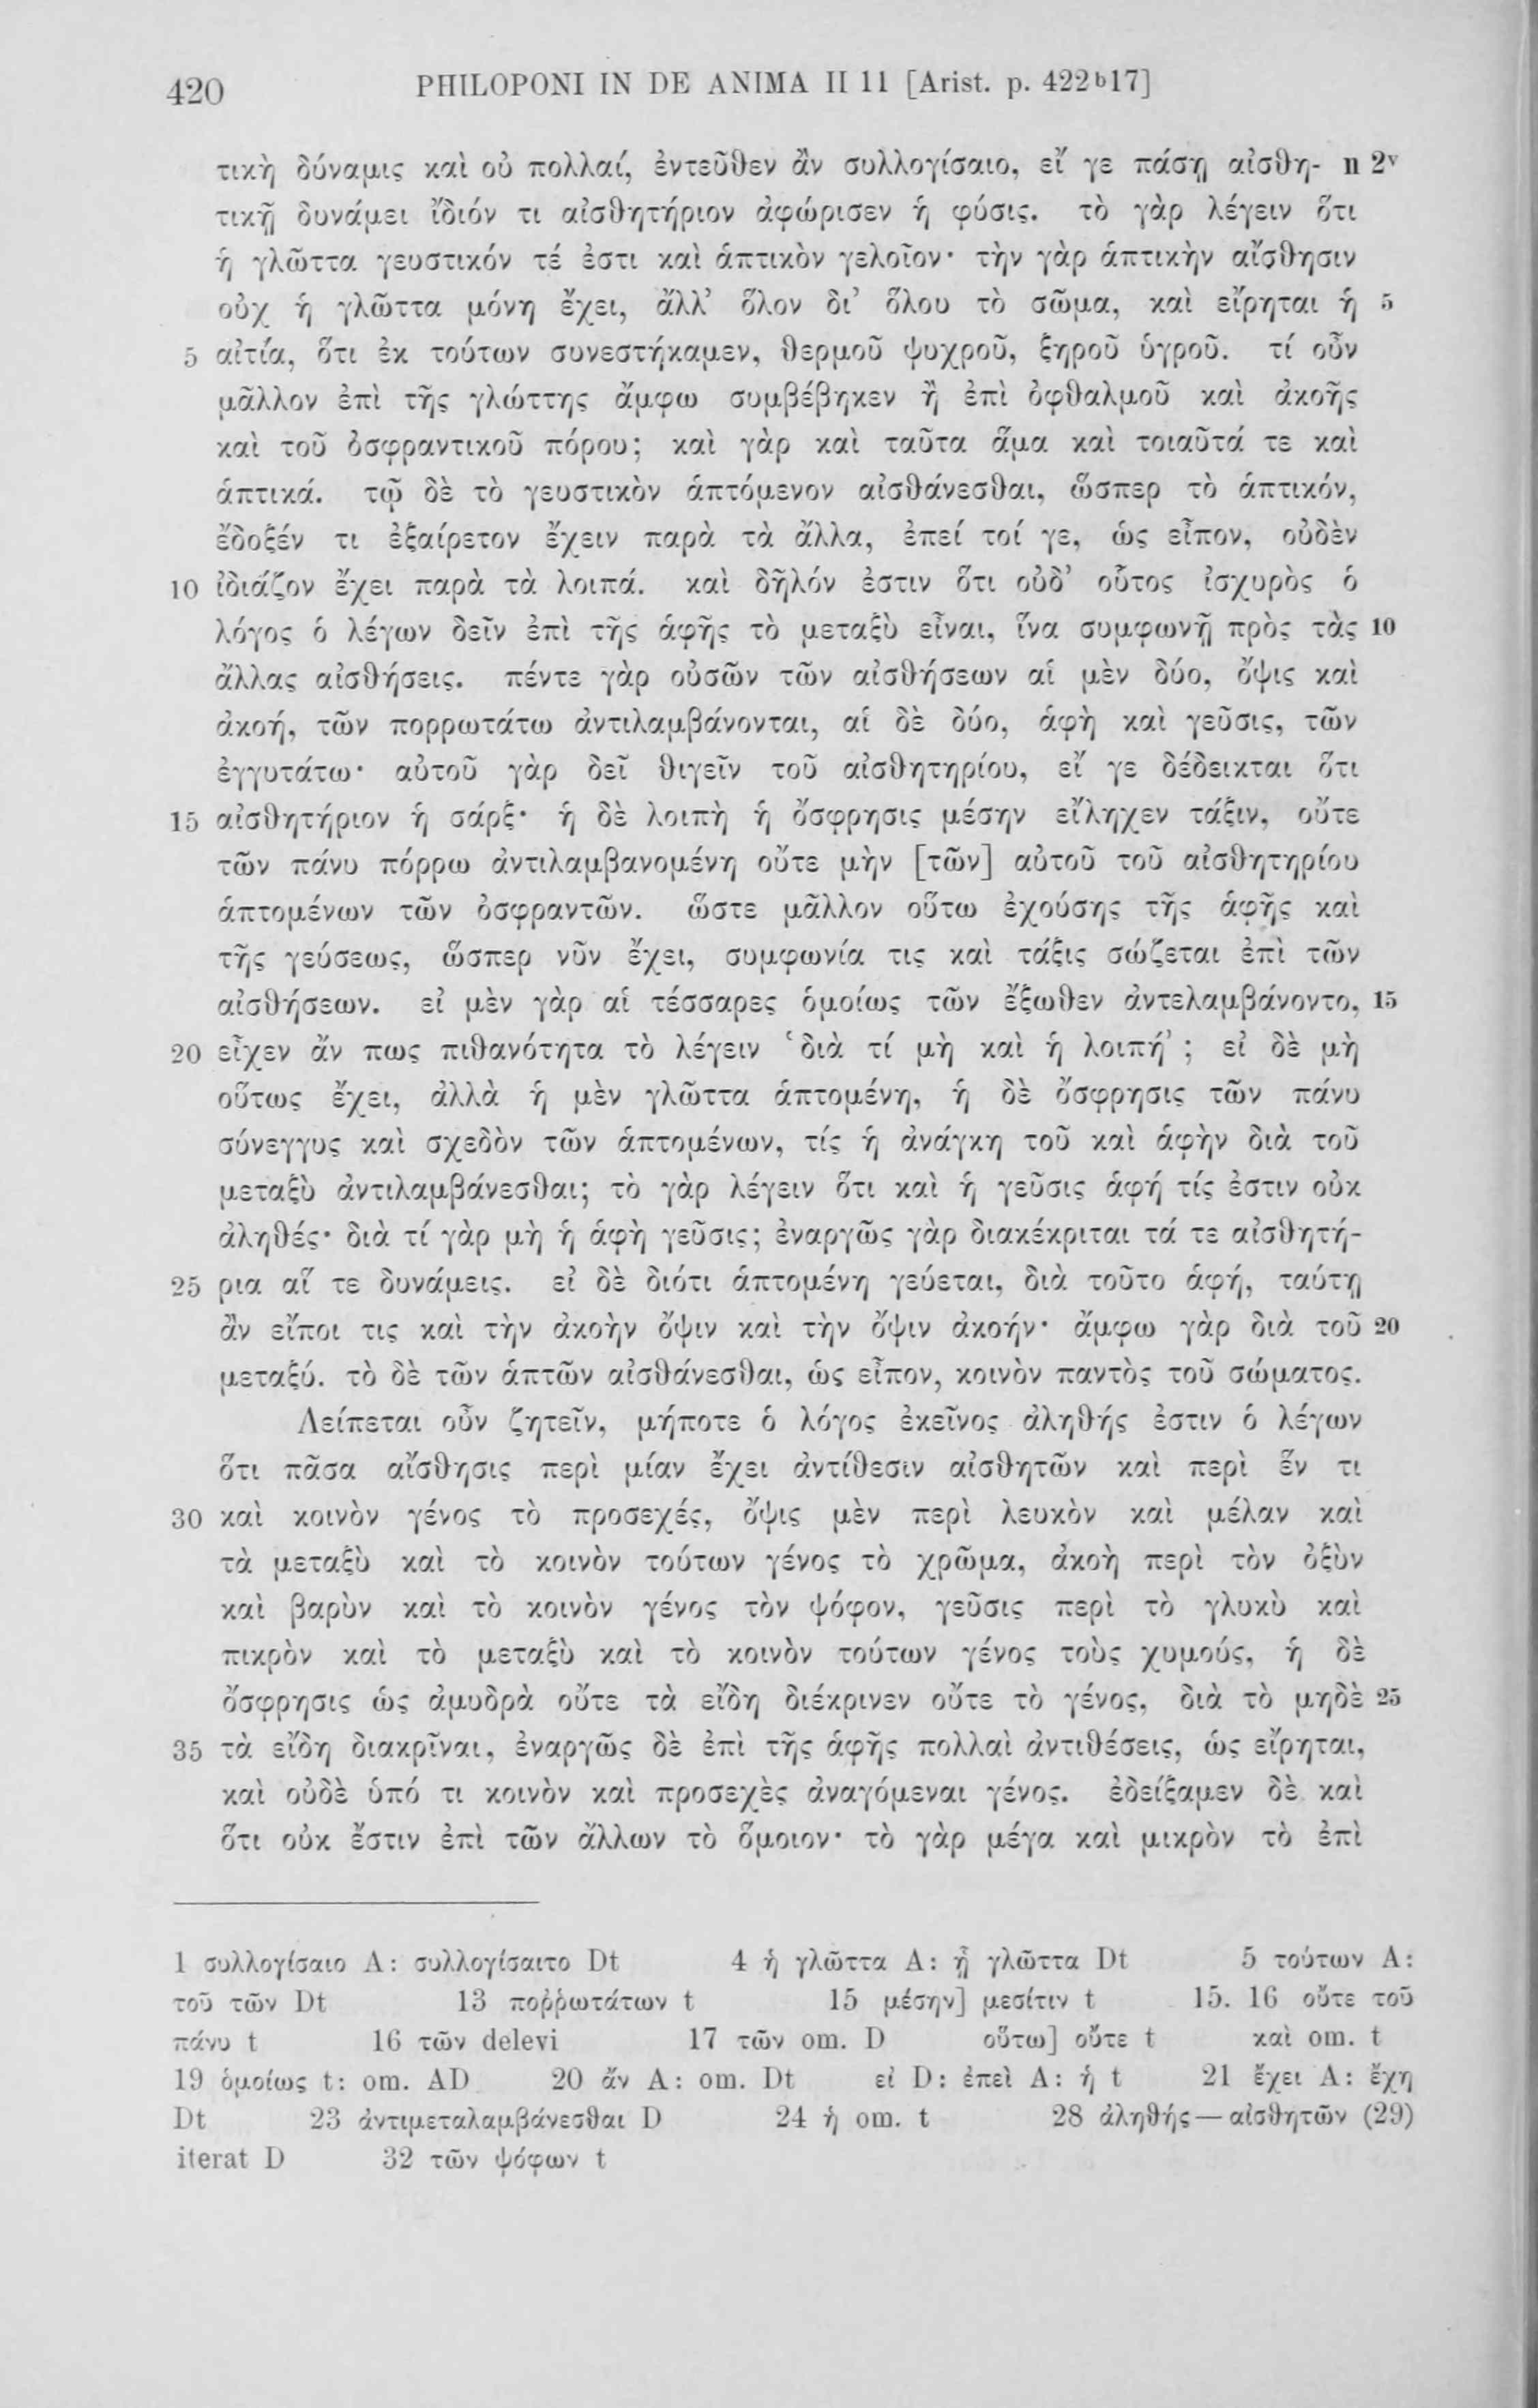 420 PHILOPONI IN DE ANIMA II 11 [Arist. p. 422b17]
τικὴ δύναμις καὶ οὐ πολλαί, ἐντεῦθεν ἂν συλλογίσαιο, εἴ γε πάσῃ αἰσθη- n 2v
τικῇ δυνάμει ἴδιόν τι αἰσθητήριον ἀφώρισεν ἡ φύσις. τὸ γὰρ λέγειν ὅτι
ἡ γλῶττα γευστικόν τέ ἐστι καὶ ἁπτικὸν γελοῖον· τὴν γὰρ ἁπτικὴν αἴσθησιν
οὐχ ἡ γλῶττα μόνη ἔχει, ἄλλ’ ὅλον δι’ ὅλου τὸ σῶμα, καὶ εἴρηται ἡ 5
5 αἰτία, ὅτι ἐκ τούτων συνεστήκαμεν, θερμοῦ ψυχροῦ, ξηροῦ ὑγροῦ. τί οὖν
μᾶλλον ἐπὶ τῆς γλώττης ἄμφω συμβέβηκεν ἢ ἐπὶ ὀφθαλμοῦ καὶ ἀκοῆς
καὶ τοῦ ὀσφραντικοῦ πόρου; καὶ γὰρ καὶ ταῦτα ἅμα καὶ τοιαῦτά τε καὶ
ἁπτικά. τῷ δὲ τὸ γευστικὸν ἁπτόμενον αἰσθάνεσθαι, ὥσπερ τὸ ἁπτικόν,
ἔδοξέν τι ἐξαίρετον ἔχειν παρὰ τὰ ἄλλα, ἐπεί τοί γε, ὡς εἶπον, οὐδὲν
10 ἰδιάζον ἔχει παρὰ τὰ λοιπά. καὶ δῆλόν ἐστιν ὅτι οὐδ’ οὗτος ἰσχυρὸς ὁ
λόγος ὁ λέγων δεῖν ἐπὶ τῆς ἁφῆς τὸ μεταξὺ εἶναι, ἵνα συμφωνῇ πρὸς τὰς 10
ἄλλας αἰσθήσεις. πέντε γὰρ οὐσῶν τῶν αἰσθήσεων αἱ μὲν δύο, ὄψις καὶ
ἀκοή, τῶν πορρωτάτω ἀντιλαμβάνονται, αἱ δὲ δύο, ἁφὴ καὶ γεῦσις, τῶν
ἐγγυτάτω· αὐτοῦ γὰρ δεῖ θιγεῖν τοῦ αἰσθητηρίου, εἴ γε δέδεικται ὅτι
15 αἰσθητήριον ἡ σάρξ· ἡ δὲ λοιπὴ ἡ ὄσφρησις μέσην εἴληχεν τάξιν, οὔτε
τῶν πάνυ πόρρω ἀντιλαμβανομένη οὔτε μὴν [τῶν] αὐτοῦ τοῦ αἰσθητηρίου
ἁπτομένων τῶν ὀσφραντῶν. ὥστε μᾶλλον οὕτω ἐχούσης τῆς ἁφῆς καὶ
τῆς γεύσεως, ὥσπερ νῦν ἔχει, συμφωνία τις καὶ τάξις σώζεται ἐπὶ τῶν
αἰσθήσεων. εἰ μὲν γὰρ αἱ τέσσαρες ὁμοίως τῶν ἔξωθεν ἀντελαμβάνοντο, 15
20 εἶχεν ἄν πως πιθανότητα τὸ λέγειν ‘διὰ τί μὴ καὶ ἡ λοιπή’; εἰ δὲ μὴ
οὕτως ἔχει, ἀλλὰ ἡ μὲν γλῶττα ἁπτομένη, ἡ δὲ ὄσφρησις τῶν πάνυ
σύνεγγυς καὶ σχεδὸν τῶν ἁπτομένων, τίς ἡ ἀνάγκη τοῦ καὶ ἁφὴν διὰ τοῦ
μεταξὺ ἀντιλαμβάνεσθαι; τὸ γὰρ λέγειν ὅτι καὶ ἡ γεῦσις ἁφή τίς ἐστιν οὐκ
ἀληθές· διὰ τί γὰρ μὴ ἡ ἁφὴ γεῦσις; ἐναργῶς γὰρ διακέκριται τά τε αἰσθητή-
25 ρια αἵ τε δυνάμεις. εἰ δὲ διότι ἁπτομένη γεύεται, διὰ τοῦτο ἁφή, ταύτῃ
ἂν εἴποι τις καὶ τὴν ἀκοὴν ὄψιν καὶ τὴν ὄψιν ἀκοήν· ἄμφω γὰρ διὰ τοῦ 20
μεταξύ. τὸ δὲ τῶν ἁπτῶν αἰσθάνεσθαι, ὡς εἶπον, κοινὸν παντὸς τοῦ σώματος.
Λείπεται οὖν ζητεῖν, μήποτε ὁ λόγος ἐκεῖνος ἀληθής ἐστιν ὁ λέγων
ὅτι πᾶσα αἴσθησις περὶ μίαν ἔχει ἀντίθεσιν αἰσθητῶν καὶ περὶ ἕν τι
30 καὶ κοινὸν γένος τὸ προσεχές, ὄψις μὲν περὶ λευκὸν καὶ μέλαν καὶ
τὰ μεταξὺ καὶ τὸ κοινὸν τούτων γένος τὸ χρῶμα, ἀκοὴ περὶ τὸν ὀξὺν
καὶ βαρὺν καὶ τὸ κοινὸν γένος τὸν ψόφον, γεῦσις περὶ τὸ γλυκὺ καὶ
πικρὸν καὶ τὸ μεταξὺ καὶ τὸ κοινὸν τούτων γένος τοὺς χυμούς, ἡ δὲ
ὄσφρησις ὡς ἀμυδρὰ οὔτε τὰ εἴδη διέκρινεν οὔτε τὸ γένος, διὰ τὸ μηδὲ 25
35 τὰ εἴδη διακρῖναι, ἐναργῶς δὲ ἐπὶ τῆς ἁφῆς πολλαὶ ἀντιθέσεις, ὡς εἴρηται,
καὶ οὐδὲ ὑπό τι κοινὸν καὶ προσεχὲς ἀναγόμεναι γένος. ἐδείξαμεν δὲ καὶ
ὅτι οὐκ ἔστιν ἐπὶ τῶν ἄλλων τὸ ὅμοιον· τὸ γὰρ μέγα καὶ μικρὸν τὸ ἐπὶ
1 συλλογίσαιο A: συλλογίσαιτο Dt 4 ἡ γλῶττα A: ᾗ γλῶττα Dt 5 τούτων A:
τοῦ τῶν Dt 13 ποῤῥωτάτων t 15 μέσην] μεσίτιν t 15. 16 οὔτε τοῦ
πάνυ t 16 τῶν delevi 17 τῶν om. D οὕτω] οὔτε t καὶ om. t
19 ὁμοίως t: om. AD 20 ἄν A: om. Dt εἰ D: ἐπεὶ A: ἡ t 21 ἔχει A: ἔχῃ
Dt 23 ἀντιμεταλαμβάνεσθαι D 24 ἡ om. t 28 ἀληθής — αἰσθητῶν (29)
iterat D 32 τῶν ψόφων t